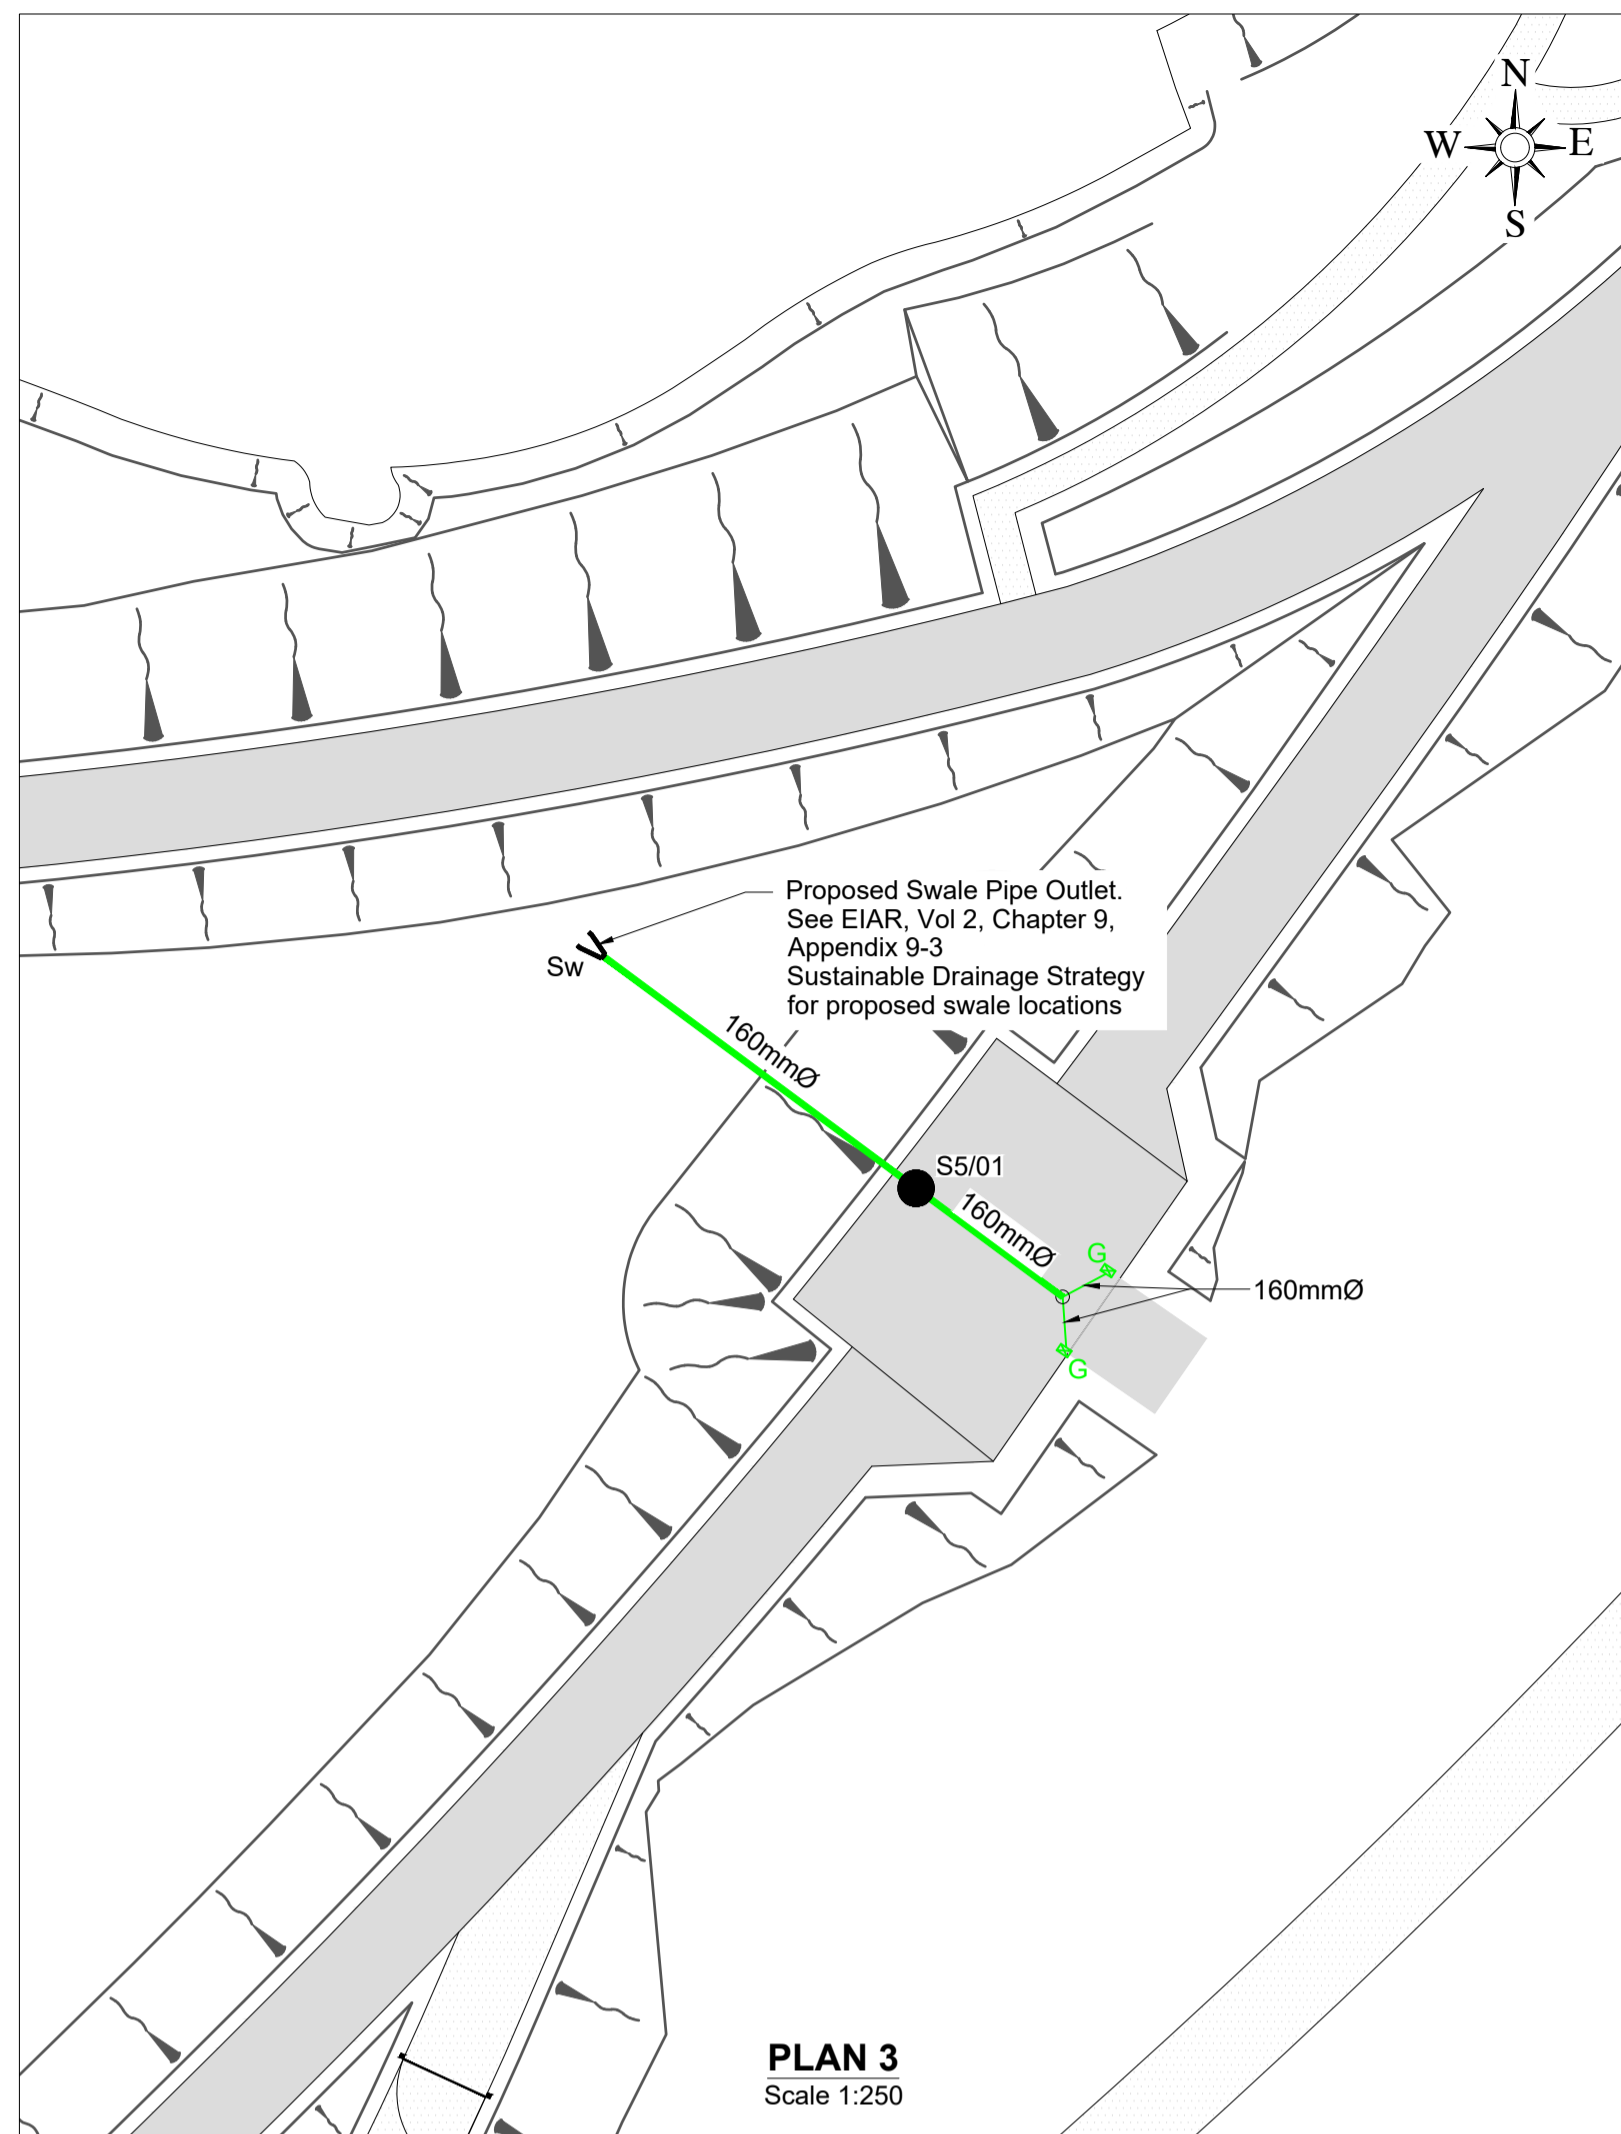 N
W
E
S
Proposed Swale Pipe Outlet.
See EIAR, Vol 2, Chapter 9,
Appendix 9-3
Sustainable Drainage Strategy
for proposed swale locations
Sw
160mmØ
S5/01
160mmØ
G
160mmØ
G
PLAN 3
Scale 1:250